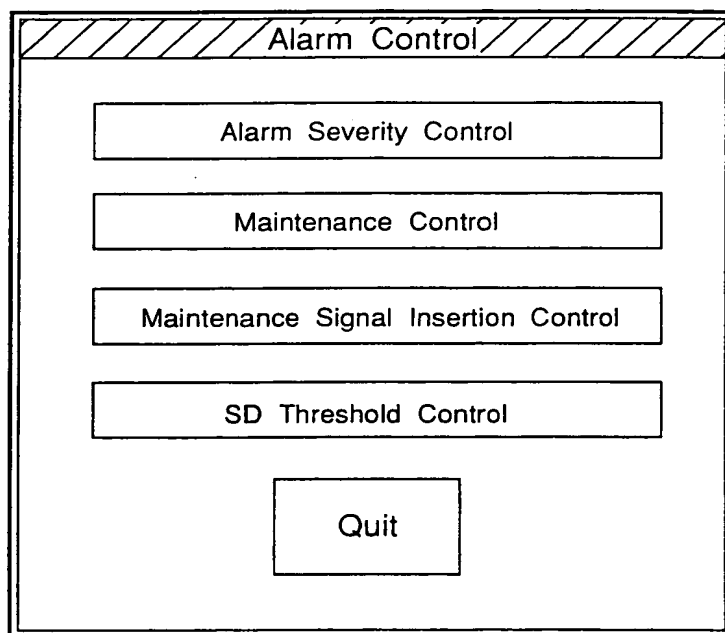 Alarm Control
Alarm Severity Control
Maintenance Control
Maintenance Signal Insertion Control
SD Threshold Control
Quit